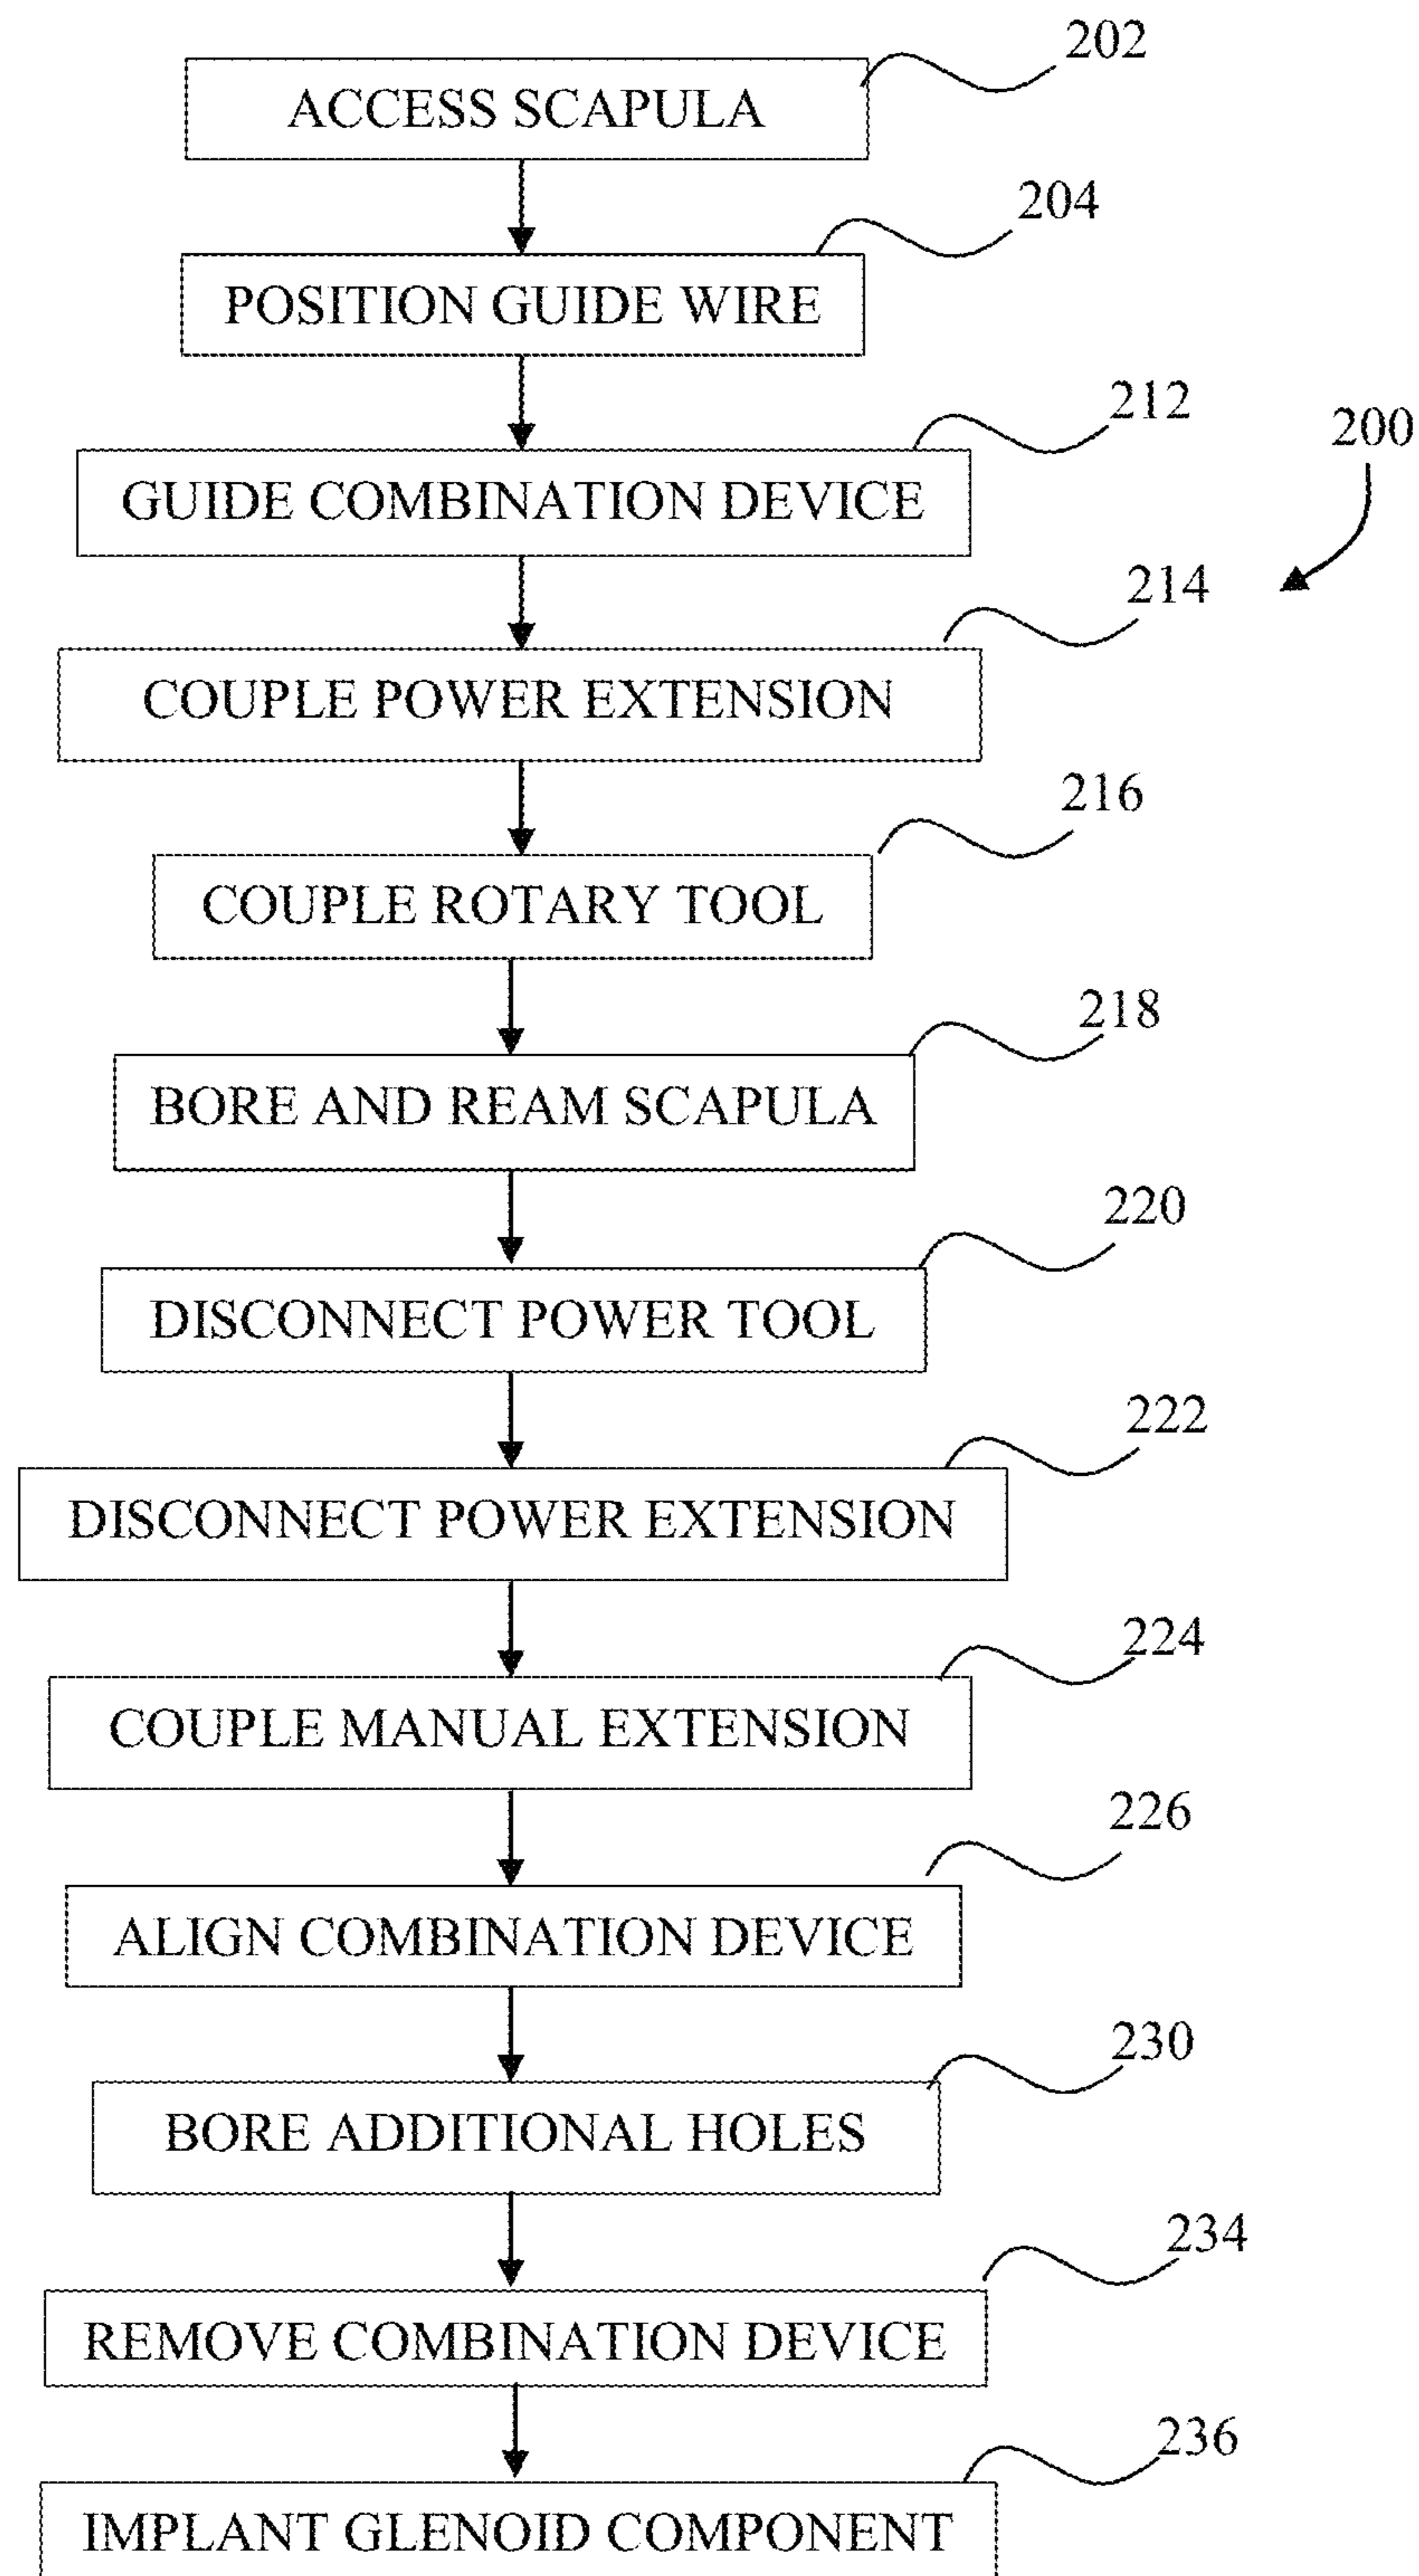 202
ACCESS SCAPULA
204
POSITION GUIDE WIRE
212
200
GUIDE COMBINATION DEVICE
214
COUPLE POWER EXTENSION
216
COUPLE ROTARY TOOL
218
BORE AND REAM SCAPULA
220
DISCONNECT POWER TOOL
222
DISCONNECT POWER EXTENSION
224
COUPLE MANUAL EXTENSION
226
ALIGN COMBINATION DEVICE
230
BORE ADDITIONAL HOLES
234
REMOVE COMBINATION DEVICE
236
IMPLANT GLENOID COMPONENT